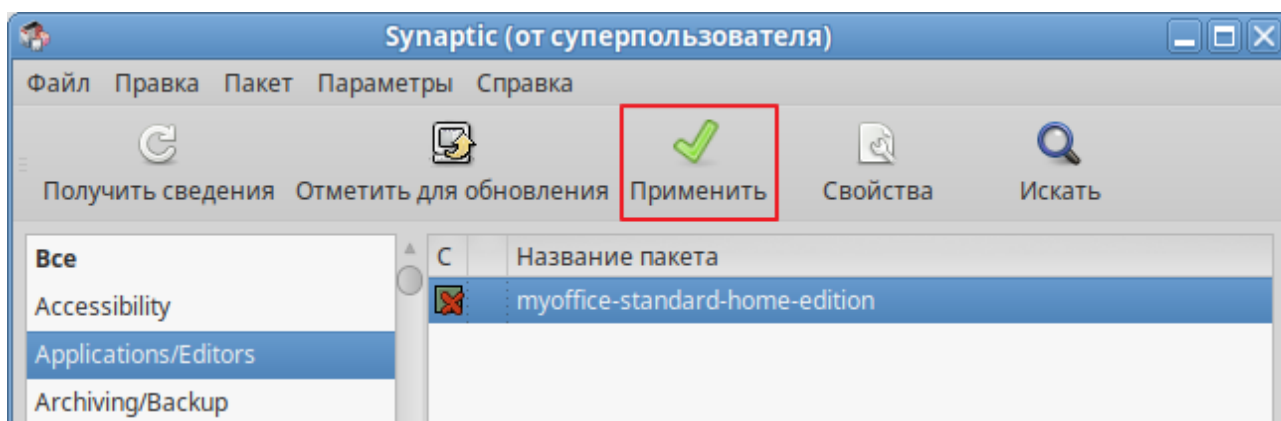 Synaptic (от суперпользователя)
Файл Правка Пакет Параметры Справка
Получить сведения Отметить для обновления Применить Свойства Искать
Все
С Название пакета
Accessibility
myoffice-standard-home-edition
Applications/Editors
Archiving/Backup